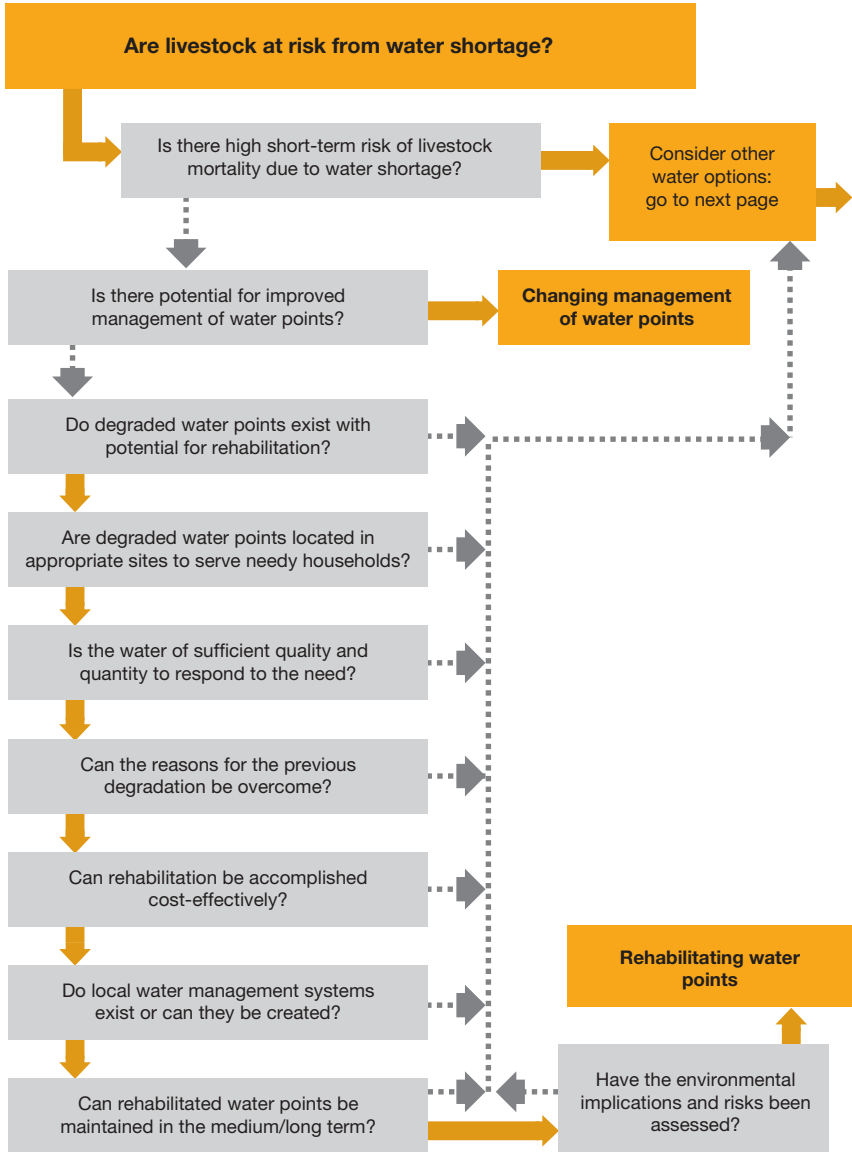 Are livestock at risk from water shortage?
Is there high short-term risk of livestock
mortality due to water shortage?
Consider other
water options:
go to next page
Is there potential for improved
management of water points?
Changing management
of water points
Do degraded water points exist with
potential for rehabilitation?
Are degraded water points located in
appropriate sites to serve needy households?
Is the water of sufficient quality and
quantity to respond to the need?
Can the reasons for the previous
degradation be overcome?
Can rehabilitation be accomplished
cost-effectively?
Do local water management systems
exist or can they be created?
Rehabilitating water
points
Can rehabilitated water points be
maintained in the medium/long term?
Have the environmental
implications and risks been
assessed?